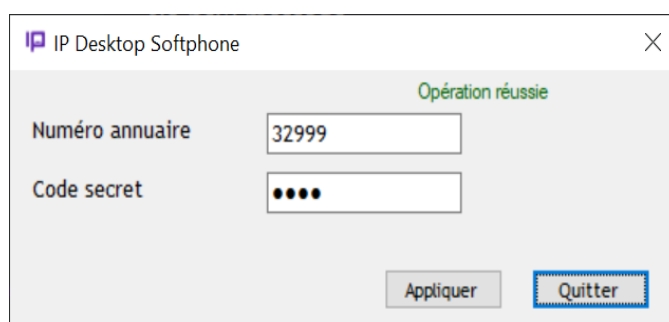 IP Desktop Softphone
Opération réussie
Numéro annuaire 32999
Code secret ●●●●
Appliquer Quitter